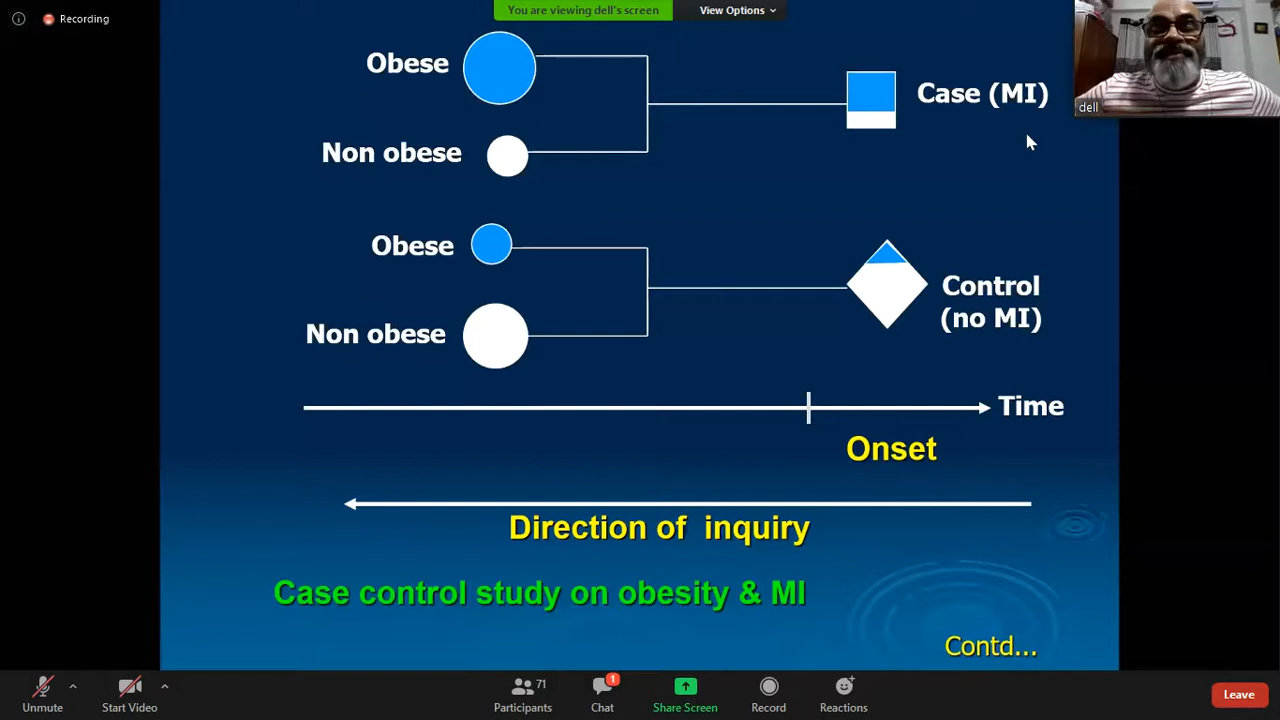 Recording
You are viewing dell's screen
View Options
Obese
Case (MI)
dell
Non obese
Obese
Control
(no MI)
Non obese
Time
Onset
Direction of inquiry
Case control study on obesity & MI
Contd...
Unmute
Start Video
71
Participants
1
Chat
Share Screen
Record
Reactions
Leave